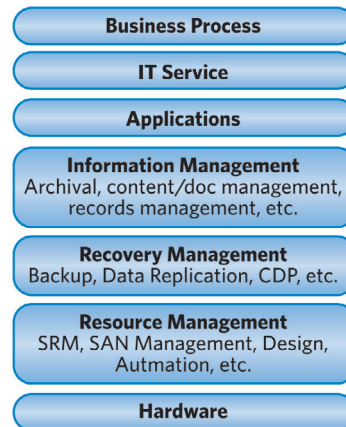 Business Process
IT Service
Applications
Information Management
Archival, content/doc management,
records management, etc.
Recovery Management
Backup, Data Replication, CDP, etc.
Resource Management
SRM, SAN Management, Design,
Autmation, etc.
Hardware